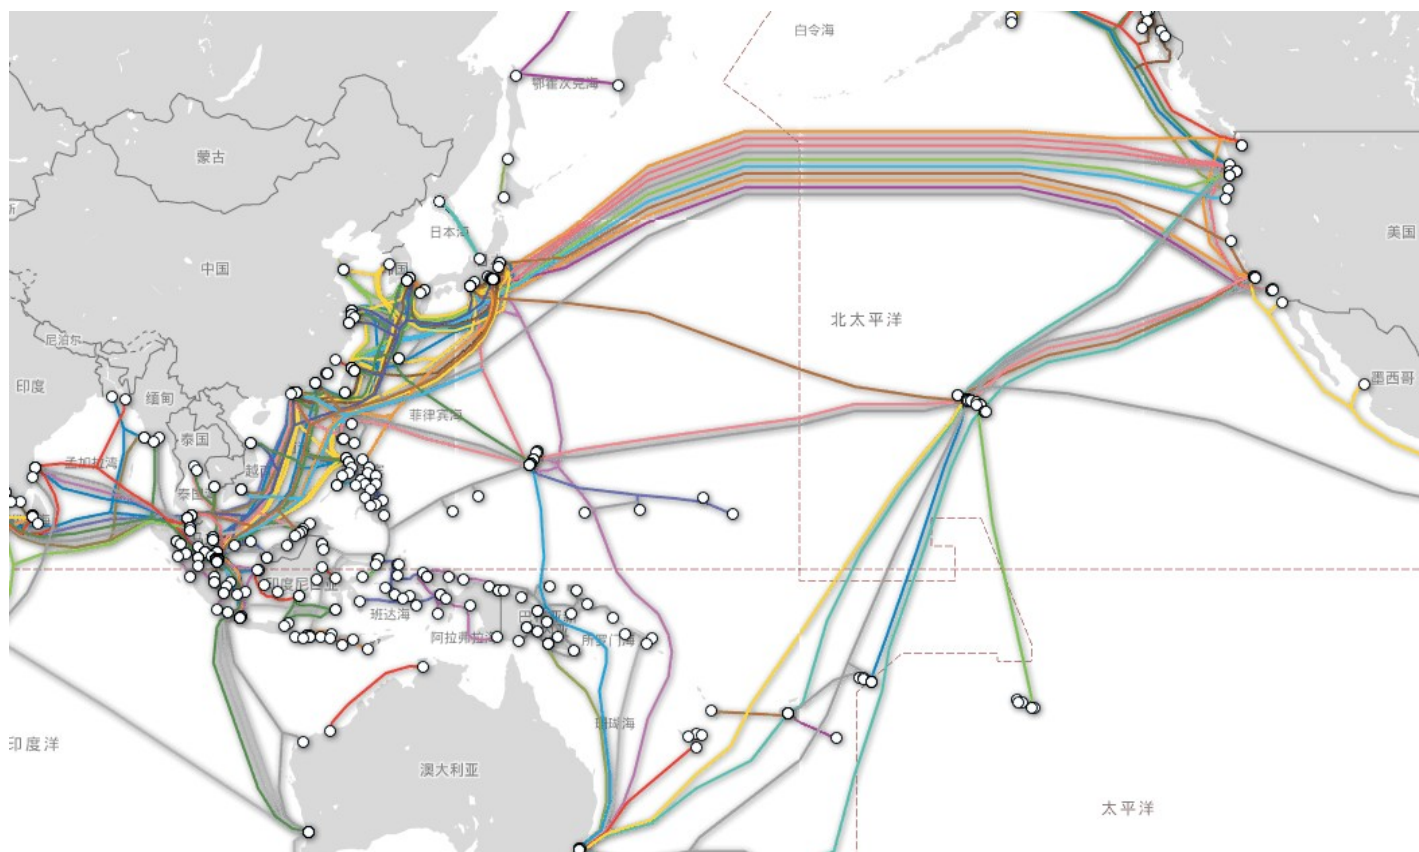 白令海
鄂霍次克海
蒙古
日本海
美国
中国
北太平洋
尼泊尔
墨西哥
印度
缅甸
菲律宾海
泰国
孟加拉湾
印度尼西亚
班达海
阿拉弗拉海
所罗门海
珊瑚海
印度洋
澳大利亚
太平洋